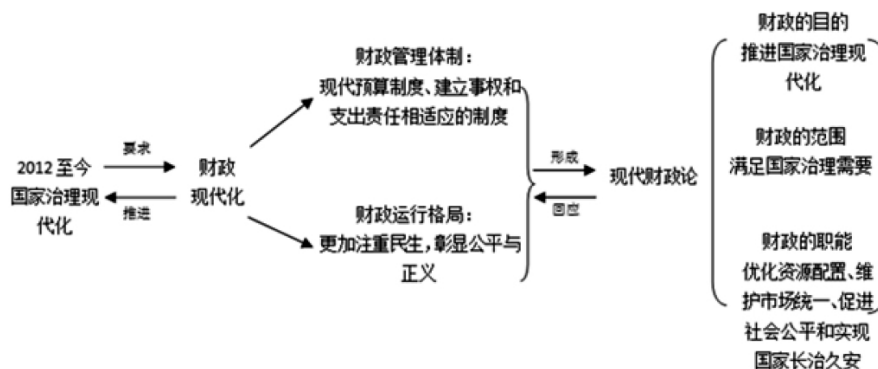 2012 至今
国家治理现
代化
要求
推进
财政
现代化
财政管理体制：
现代预算制度、建立事权和
支出责任相适应的制度
财政运行格局：
更加注重民生，彰显公平与
正义
形成
回应
现代财政论
财政的目的
推进国家治理现
代化
财政的范围
满足国家治理需要
财政的职能
优化资源配置、维
护市场统一、促进
社会公平和实现
国家长治久安